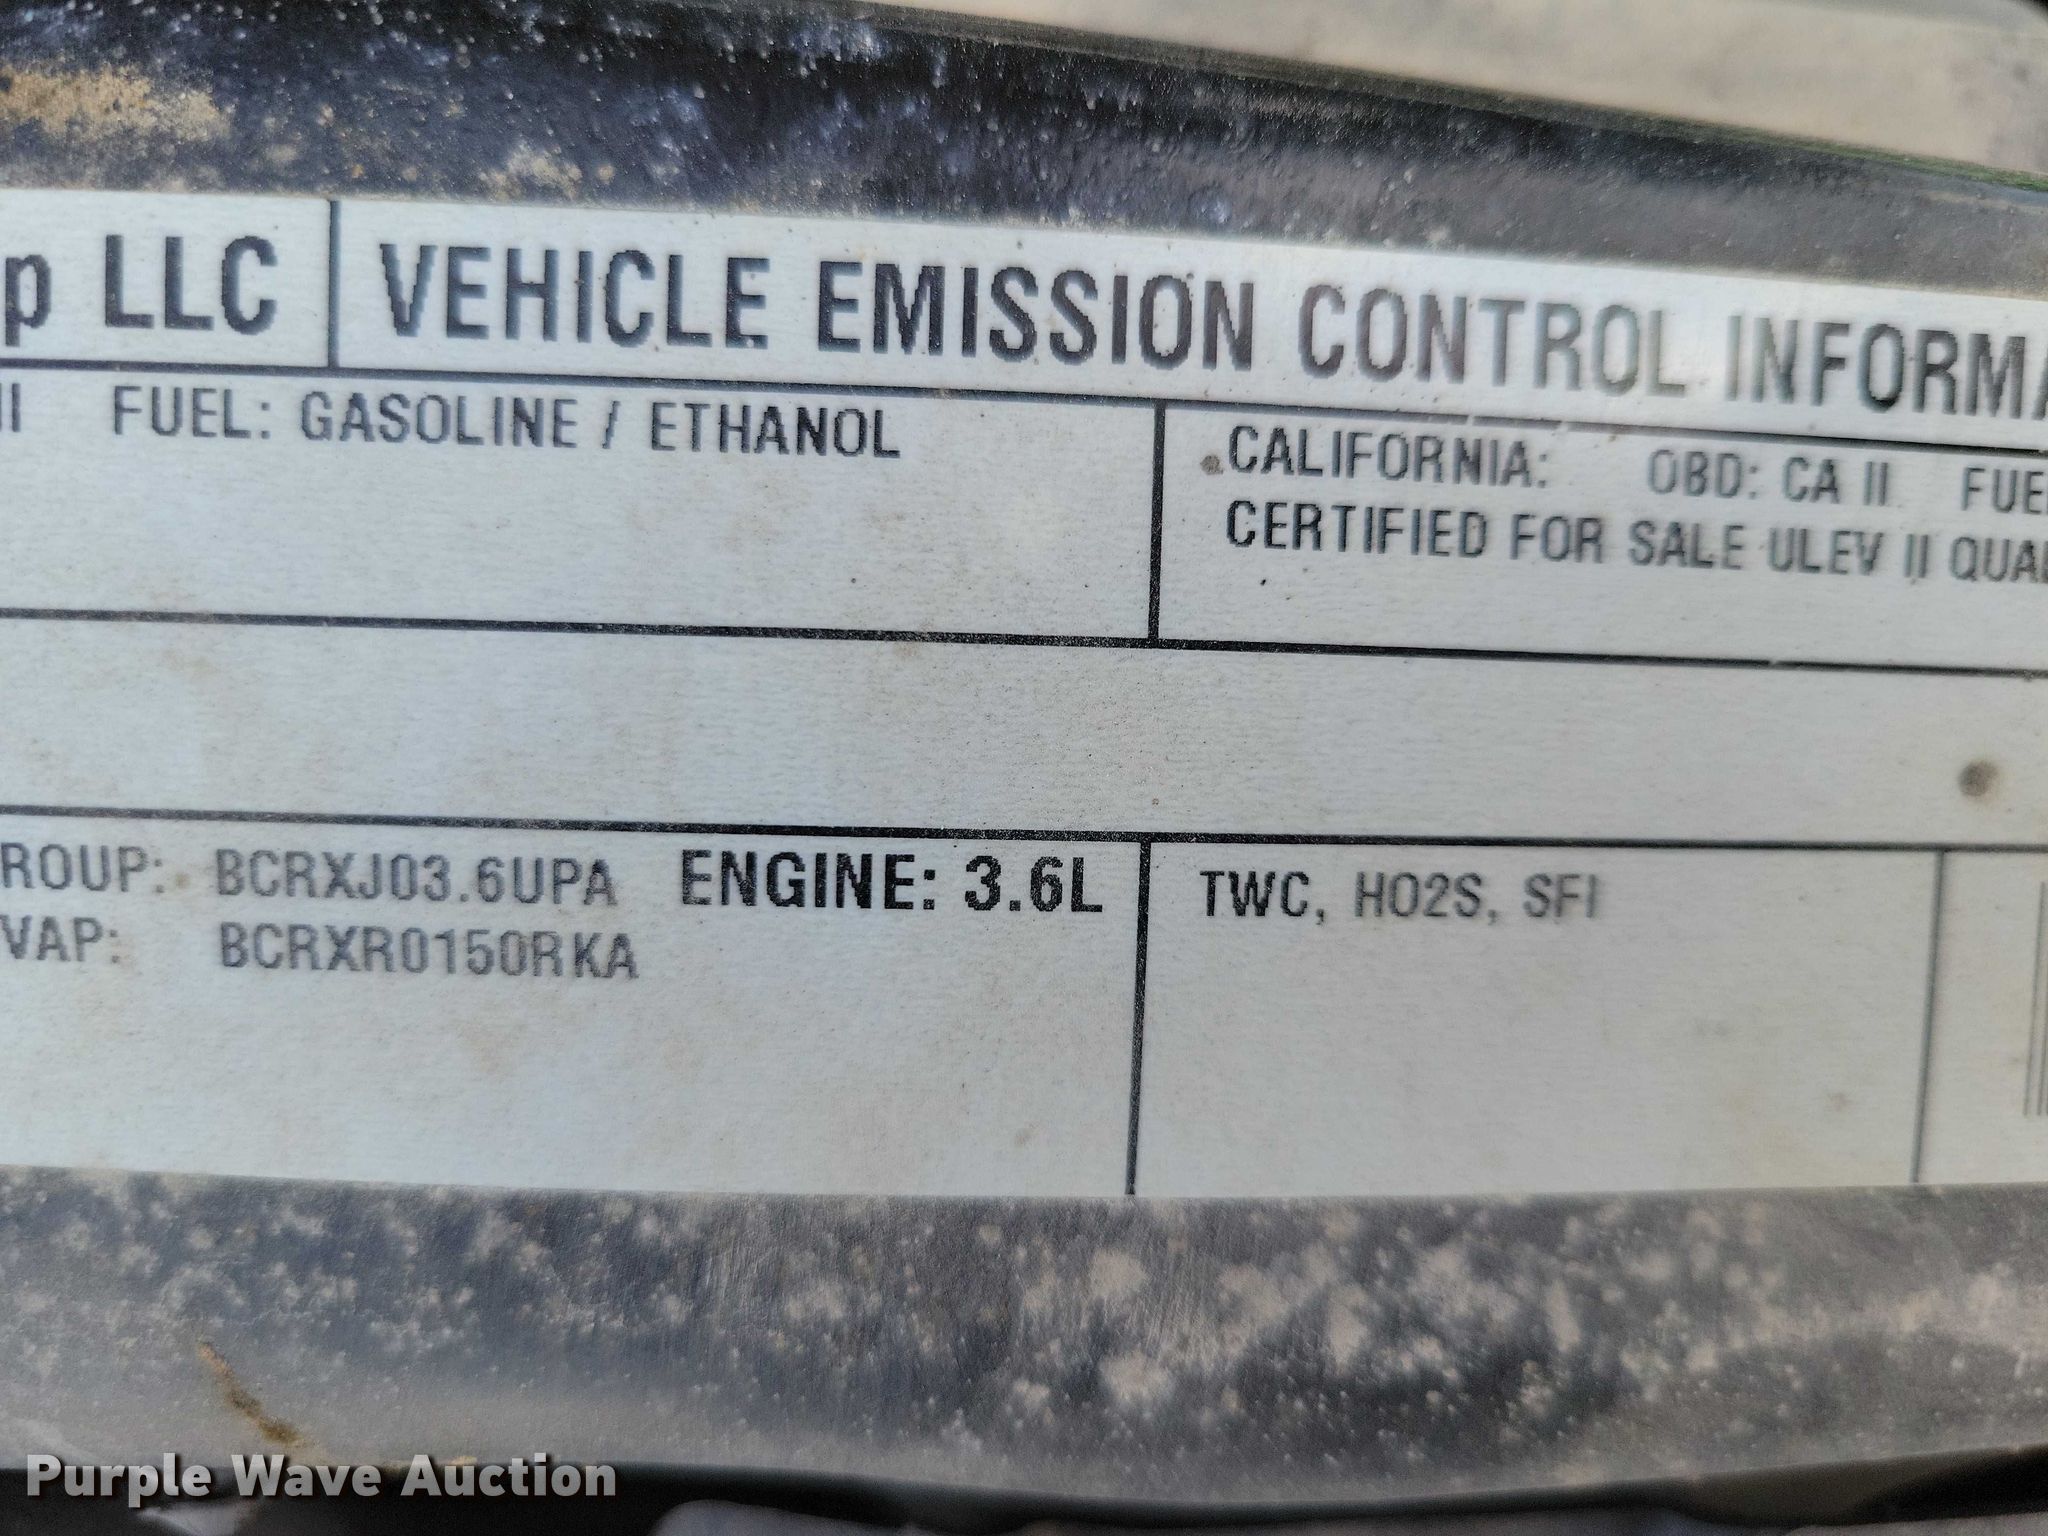 p LLC
VEHICLE EMISSION CONTROL INFORMA
II FUEL: GASOLINE / ETHANOL
CALIFORNIA: OBD: CA II FUE
CERTIFIED FOR SALE ULEV II QUAL
ROUP: BCRXJ03.6UPA ENGINE: 3.6L
VAP: BCRXR0150RKA
TWC, HO2S, SFI
Purple Wave Auction